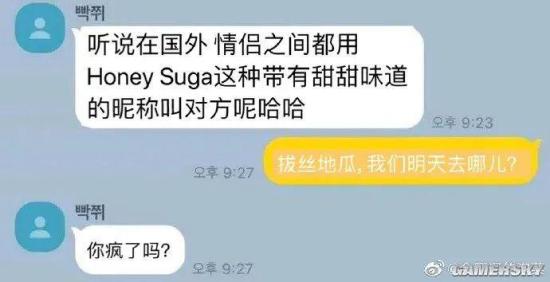 빡쮜
听说在国外 情侣之间都用
Honey Suga这种带有甜甜味道
的昵称叫对方呢哈哈
오후 9:23
拔丝地瓜, 我们明天去哪儿?
오후 9:27
빡쮜
你疯了吗?
오후 9:27
GAMERSKY